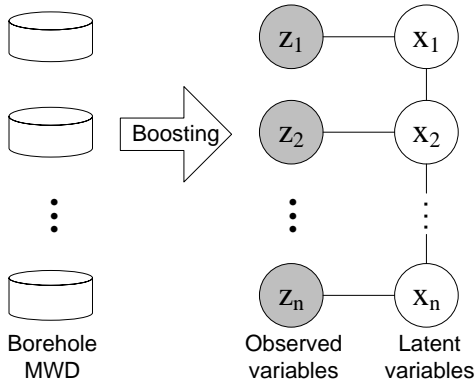 z1
x1
Boosting
z2
x2
zn
xn
Borehole
MWD
Observed
variables
Latent
variables